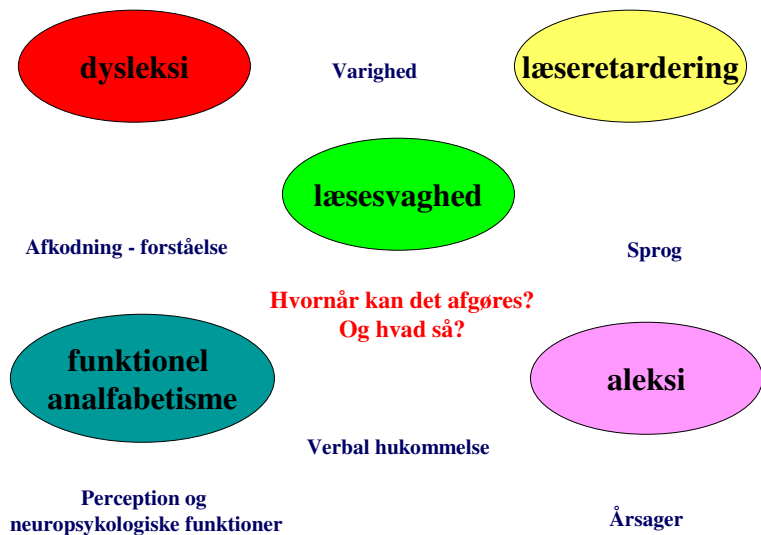 dysleksi
Varighed
læseretardering
læsesvaghed
Afkodning - forståelse
Sprog
Hvornår kan det afgøres?
Og hvad så?
funktionel
analfabetisme
aleksi
Verbal hukommelse
Perception og
neuropsykologiske funktioner
Årsager